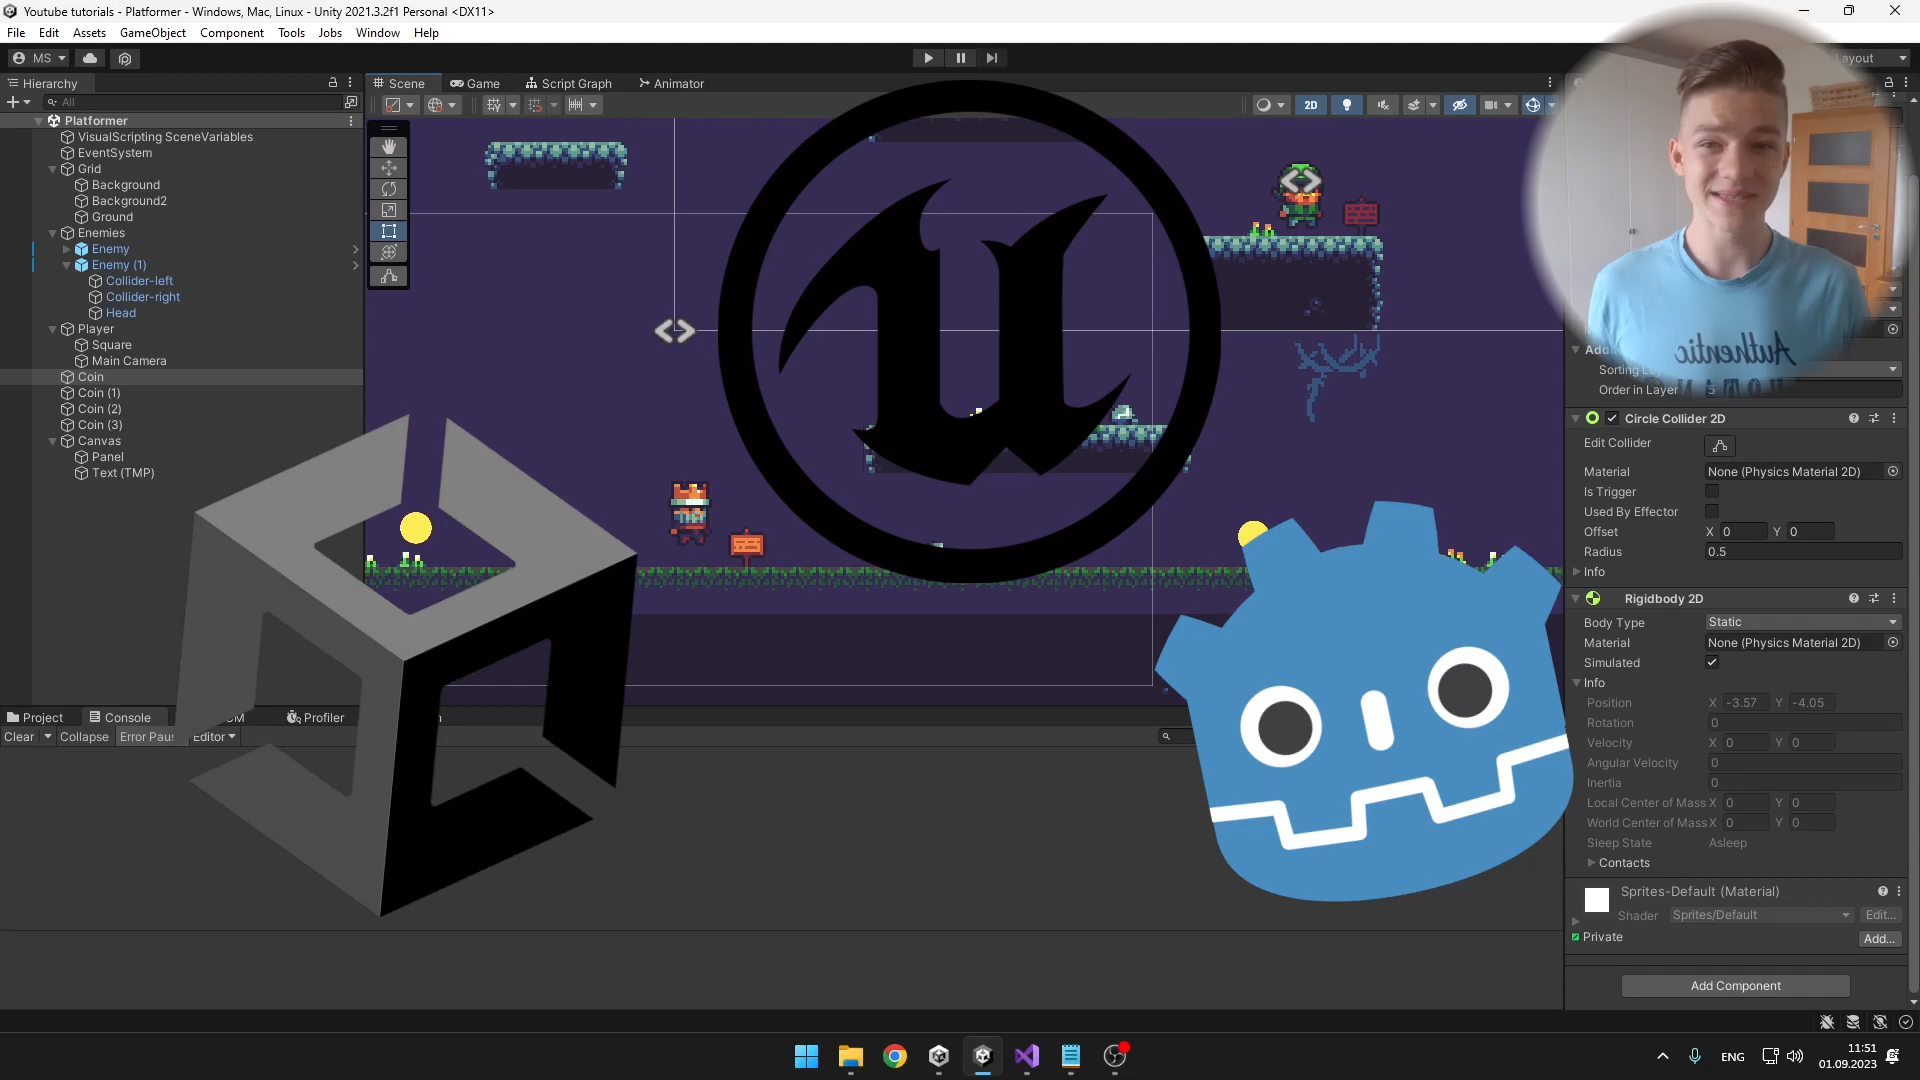 Youtube tutorials - Platformer - Windows, Mac, Linux - Unity 2021.3.2f1 Personal <DX11>
File Edit Assets GameObject Component Tools Jobs Window Help
MS
Layout
Hierarchy
Scene Game Script Graph Animator
All
2D
Platformer
VisualScripting SceneVariables
EventSystem
Grid
Background
Background2
Ground
Enemies
Enemy
Enemy (1)
Collider-left
Collider-right
Head
Player
Square
Main Camera
Coin
Coin (1)
Coin (2)
Coin (3)
Canvas
Panel
Text (TMP)
Authentic
Sorting
Order in Layer 5
Circle Collider 2D
Edit Collider
Material None (Physics Material 2D)
Is Trigger
Used By Effector
Offset X 0 Y 0
Radius 0.5
Info
Rigidbody 2D
Body Type Static
Material None (Physics Material 2D)
Simulated
Info
Position X -3.57 Y -4.05
Rotation 0
Velocity X 0 Y 0
Angular Velocity 0
Inertia 0
Local Center of Mass X 0 Y 0
World Center of Mass X 0 Y 0
Sleep State Asleep
Contacts
Sprites-Default (Material)
Shader Sprites/Default Edit...
Private
Add...
Add Component
Project Console Profiler
Clear Collapse Error Paus Editor
ENG
11:51
01.09.2023